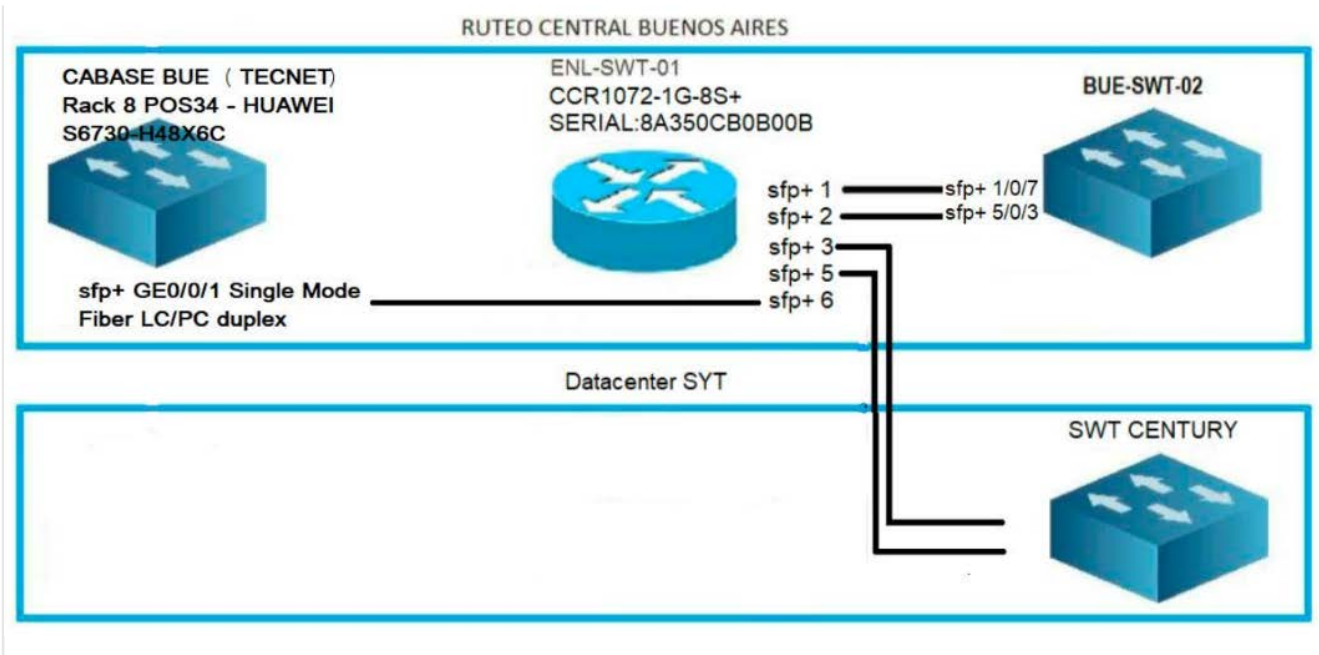 RUTEO CENTRAL BUENOS AIRES
CABASE BUE ( TECNET)
Rack 8 POS34 - HUAWEI
S6730-H48X6C
ENL-SWT-01
CCR1072-1G-8S+
SERIAL:8A350CB0B00B
BUE-SWT-02
sfp+ 1
sfp+ 1/0/7
sfp+ 2
sfp+ 5/0/3
sfp+ 3
sfp+ 5
sfp+ 6
sfp+ GE0/0/1 Single Mode
Fiber LC/PC duplex
Datacenter SYT
SWT CENTURY